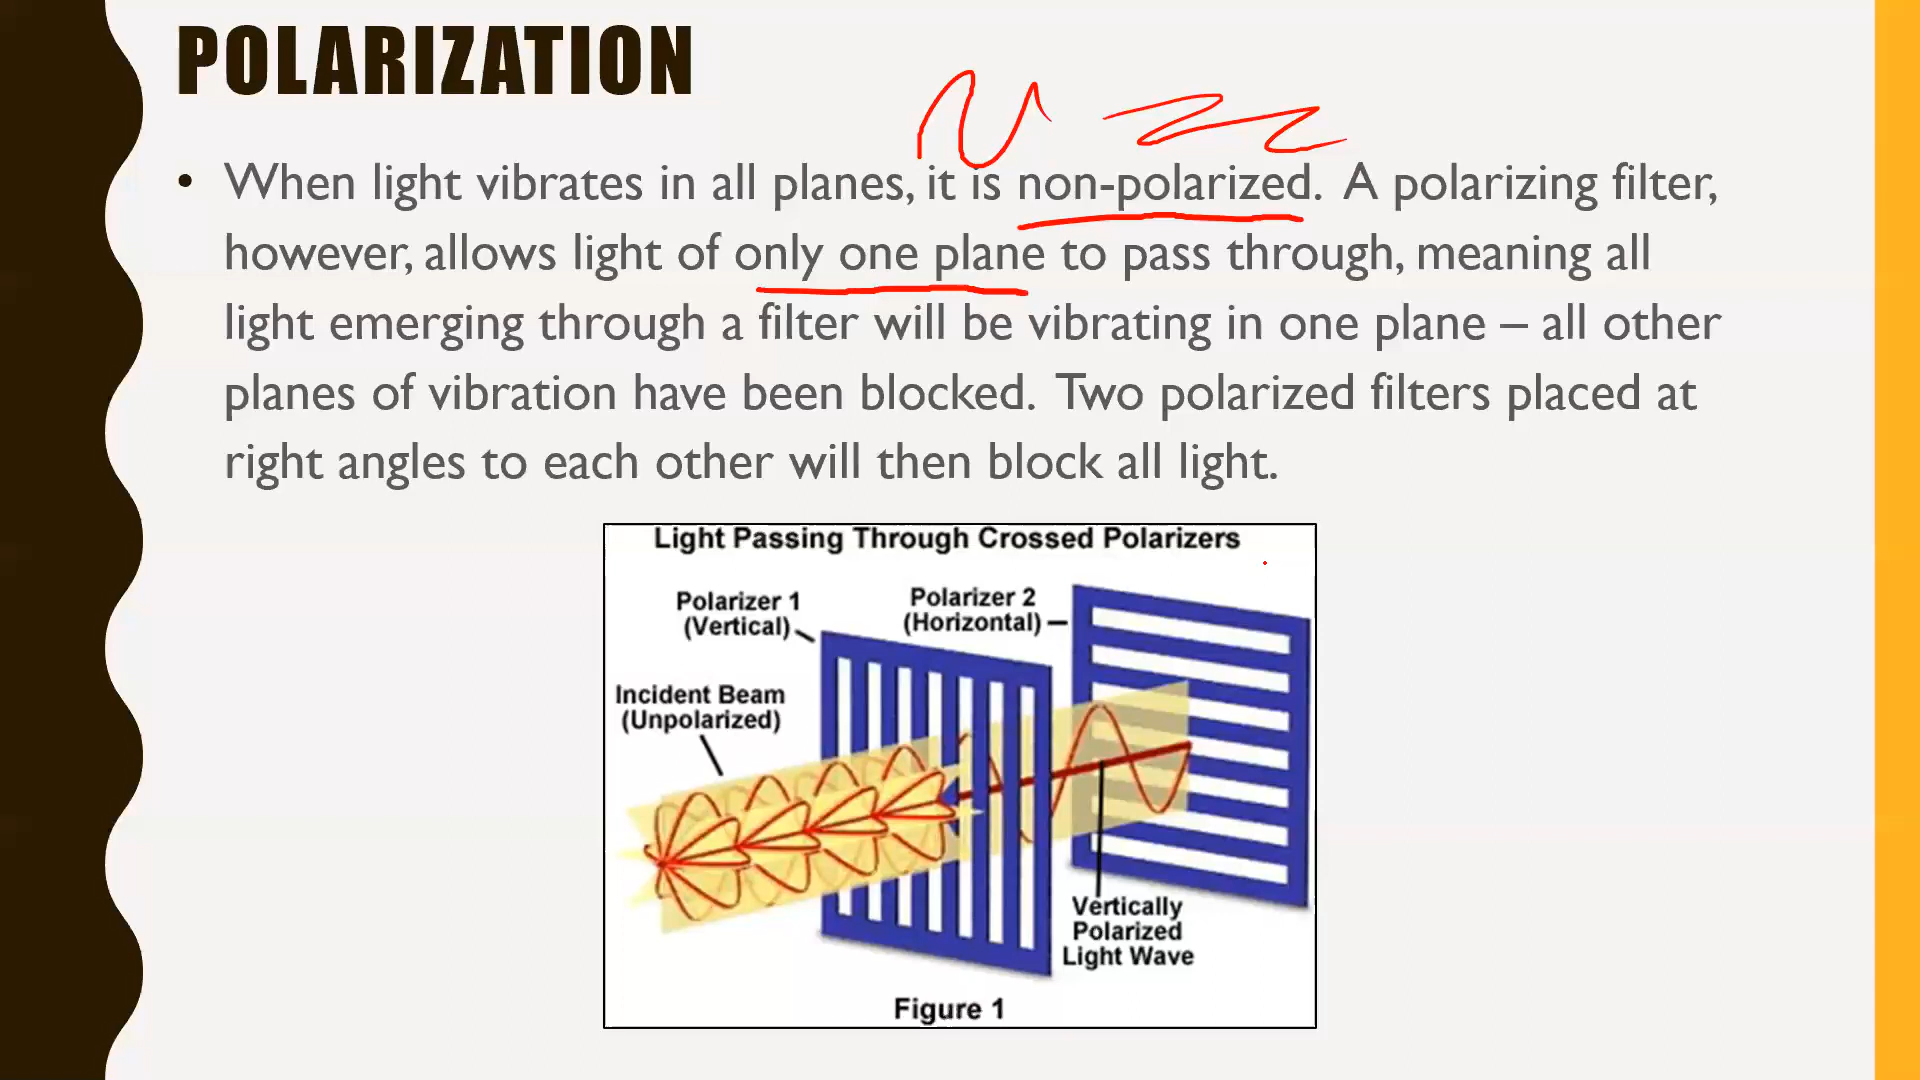 POLARIZATION
• When light vibrates in all planes, it is non-polarized. A polarizing filter,
however, allows light of only one plane to pass through, meaning all
light emerging through a filter will be vibrating in one plane – all other
planes of vibration have been blocked. Two polarized filters placed at
right angles to each other will then block all light.
Light Passing Through Crossed Polarizers
Polarizer 1
(Vertical)
Polarizer 2
(Horizontal)
Incident Beam
(Unpolarized)
Vertically
Polarized
Light Wave
Figure 1